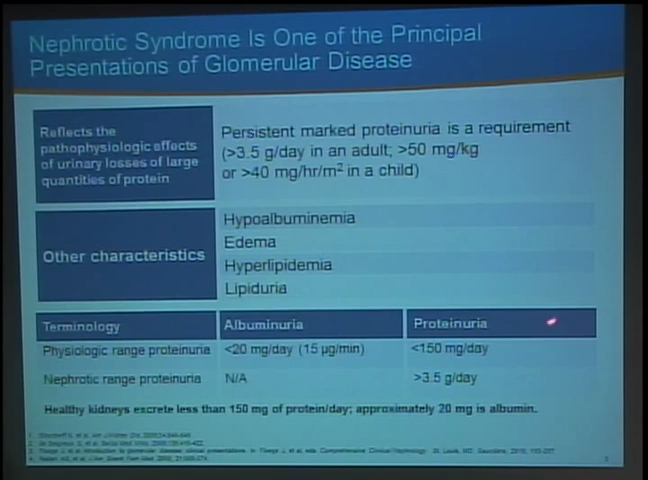 Nephrotic Syndrome Is One of the Principal
Presentations of Glomerular Disease
Reflects the
pathophysiologic effects
of urinary losses of large
quantities of protein
Persistent marked proteinuria is a requirement
(>3.5 g/day in an adult; >50 mg/kg
or >40 mg/hr/m² in a child)
Other characteristics
Hypoalbuminemia
Edema
Hyperlipidemia
Lipiduria
Terminology Albuminuria Proteinuria
Physiologic range proteinuria <20 mg/day (15 µg/min) <150 mg/day
Nephrotic range proteinuria N/A >3.5 g/day
Healthy kidneys excrete less than 150 mg of protein/day; approximately 20 mg is albumin.